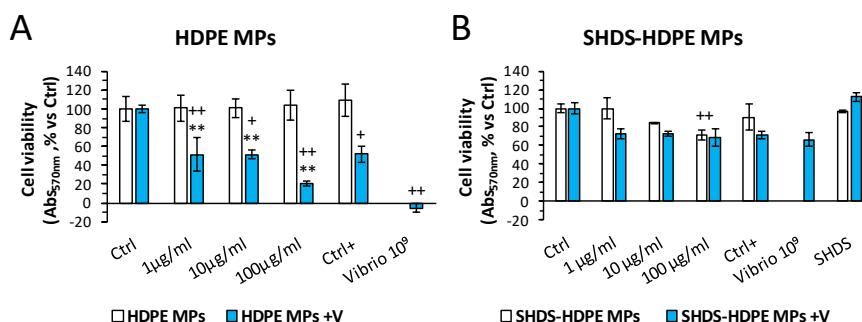 A
HDPE MPs
Cell viability
(Abs570nm, % vs Ctrl)
140
120
100
80
60
40
20
0
-20
++
**
+
**
++
**
+
++
Ctrl
1µg/ml
10µg/ml
100µg/ml
Ctrl+
Vibrio 10⁹
HDPE MPs
HDPE MPs +V
B
SHDS-HDPE MPs
Cell viability
(Abs570nm, % vs Ctrl)
140
120
100
80
60
40
20
0
-20
++
Ctrl
1 µg/ml
10 µg/ml
100 µg/ml
Ctrl+
Vibrio 10⁹
SHDS
SHDS-HDPE MPs
SHDS-HDPE MPs +V